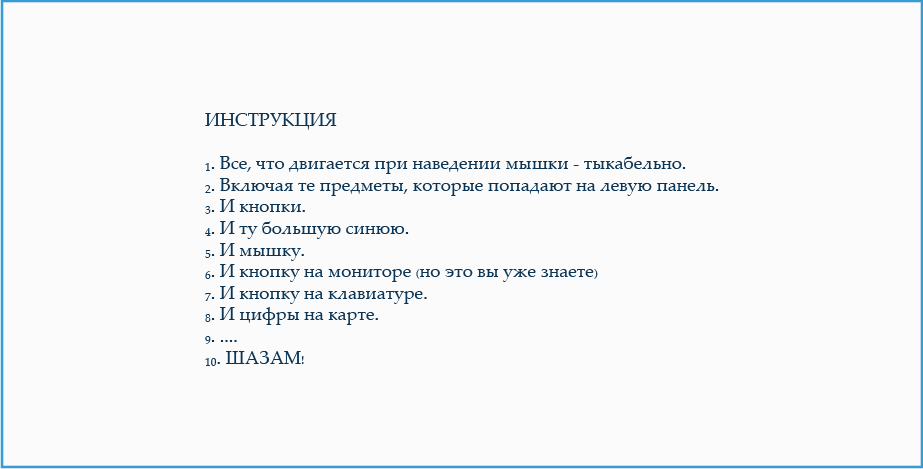 ИНСТРУКЦИЯ
1. Все, что двигается при наведении мышки - тыкабельно.
2. Включая те предметы, которые попадают на левую панель.
3. И кнопки.
4. И ту большую синюю.
5. И мышку.
6. И кнопку на мониторе (но это вы уже знаете)
7. И кнопку на клавиатуре.
8. И цифры на карте.
9. ....
10. ШАЗАМ!